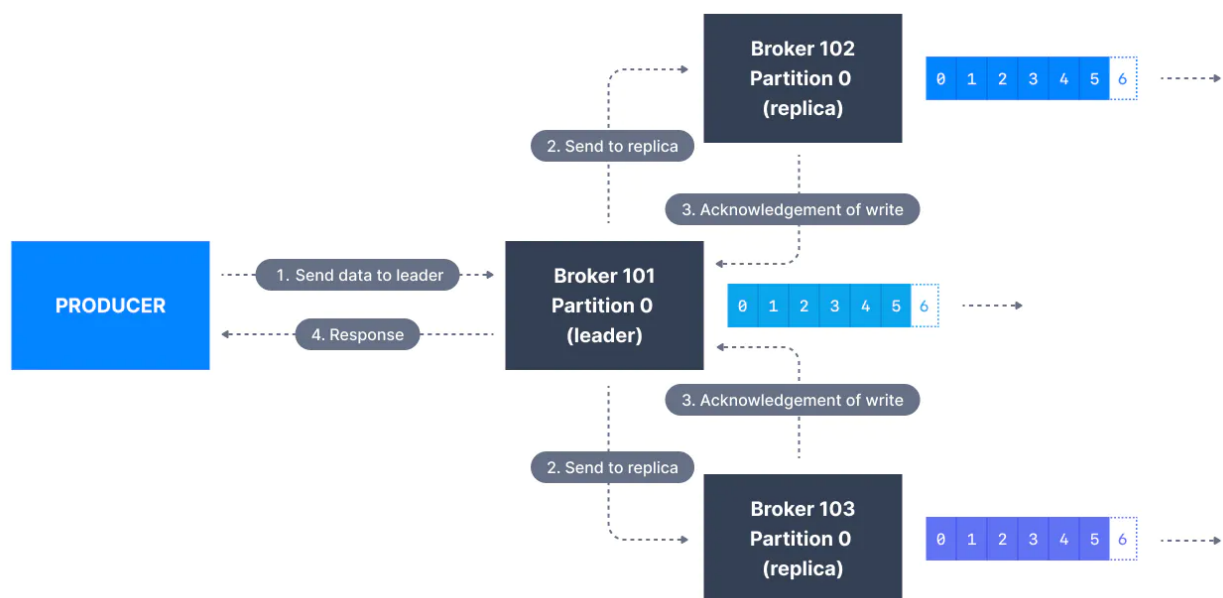 Broker 102
Partition 0
(replica)
0 1 2 3 4 5 6
2. Send to replica
3. Acknowledgement of write
PRODUCER
1. Send data to leader
4. Response
Broker 101
Partition 0
(leader)
0 1 2 3 4 5 6
3. Acknowledgement of write
2. Send to replica
Broker 103
Partition 0
(replica)
0 1 2 3 4 5 6